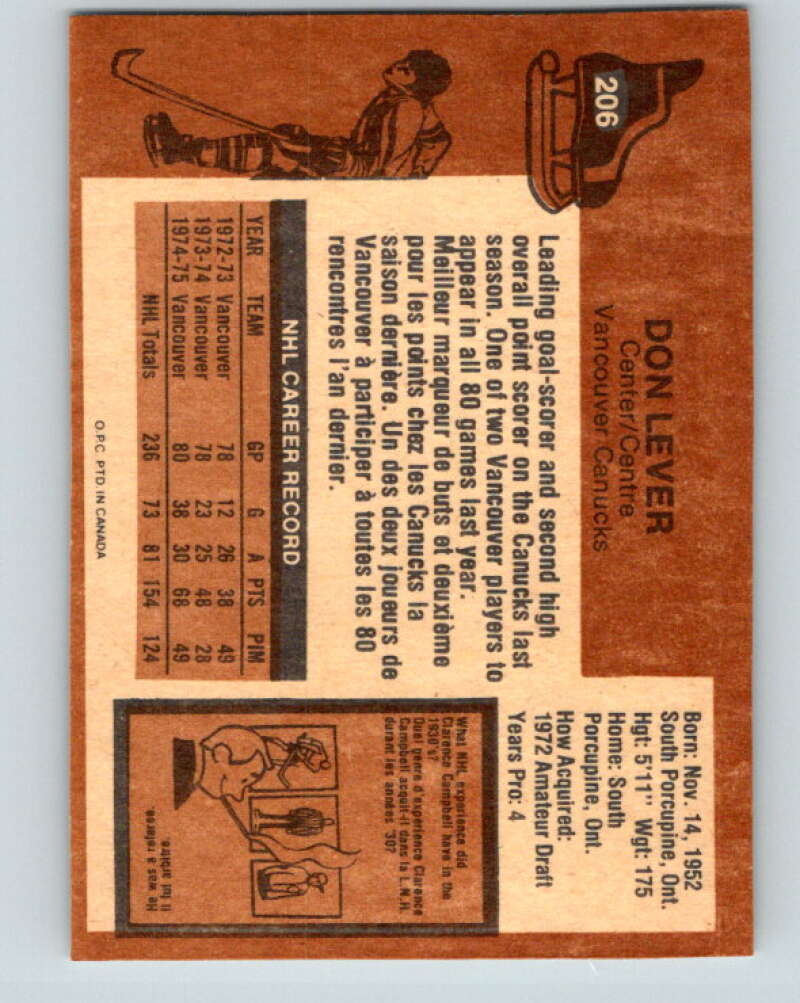 206
DON LEVER
Center/Centre
Vancouver Canucks
Born: Nov. 14, 1952
South Porcupine, Ont.
Hgt: 5'11" Wgt: 175
Home: South
Porcupine, Ont.
How Acquired:
1972 Amateur Draft
Years Pro: 4
Leading goal-scorer and second high
overall point scorer on the Canucks last
season. One of two Vancouver players to
appear in all 80 games last year.
Meilleur marqueur de buts et deuxième
pour les points chez les Canucks la
saison dernière. Un des deux joueurs de
Vancouver à participer à toutes les 80
rencontres l'an dernier.
NHL CAREER RECORD
YEAR TEAM GP G A PTS PIM
1972-73 Vancouver 78 12 26 38 49
1973-74 Vancouver 78 23 25 48 28
1974-75 Vancouver 80 38 30 68 49
NHL Totals 236 73 81 154 124
What NHL experience did
Clarence Campbell have in the
1930's?
Quel genre d'experience Clarence
Campbell acquit-il dans la L.N.H.
durant les années '30?
He was a referee.
Il fut arbitre.
O.P.C. PTD. IN CANADA